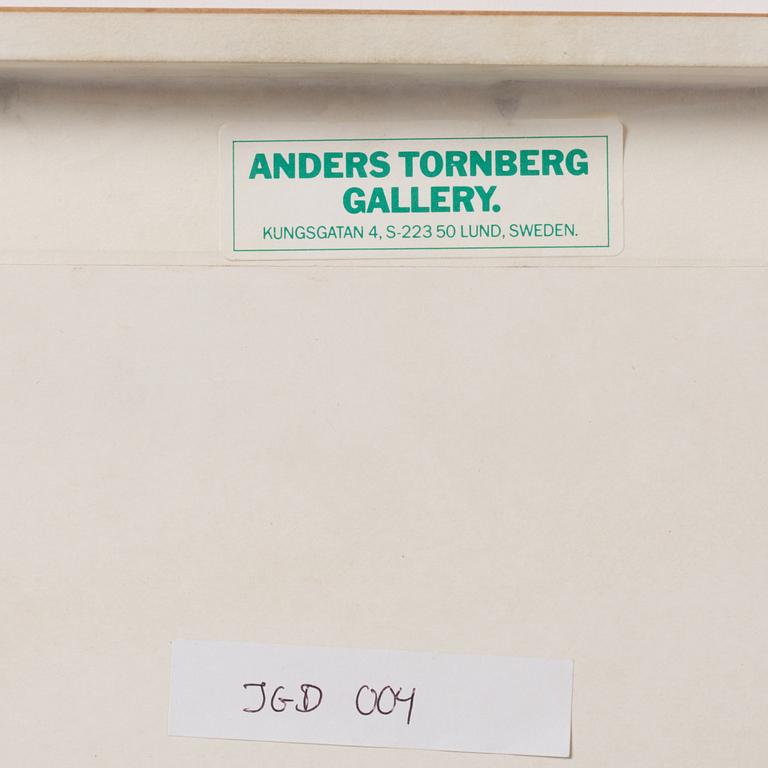 ANDERS TORNBERG
GALLERY.
KUNGSGATAN 4, S-223 50 LUND, SWEDEN.
JGD 004